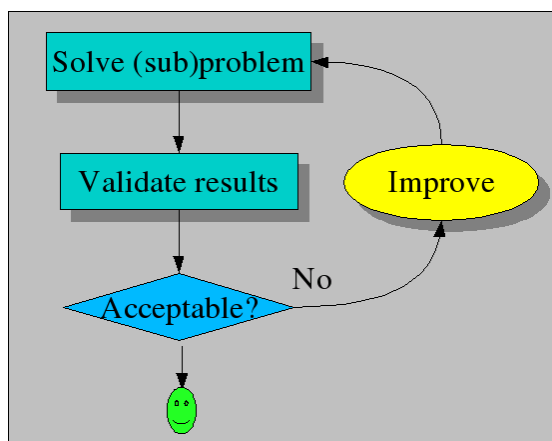 Solve (sub)problem
Validate results
Improve
No
Acceptable?